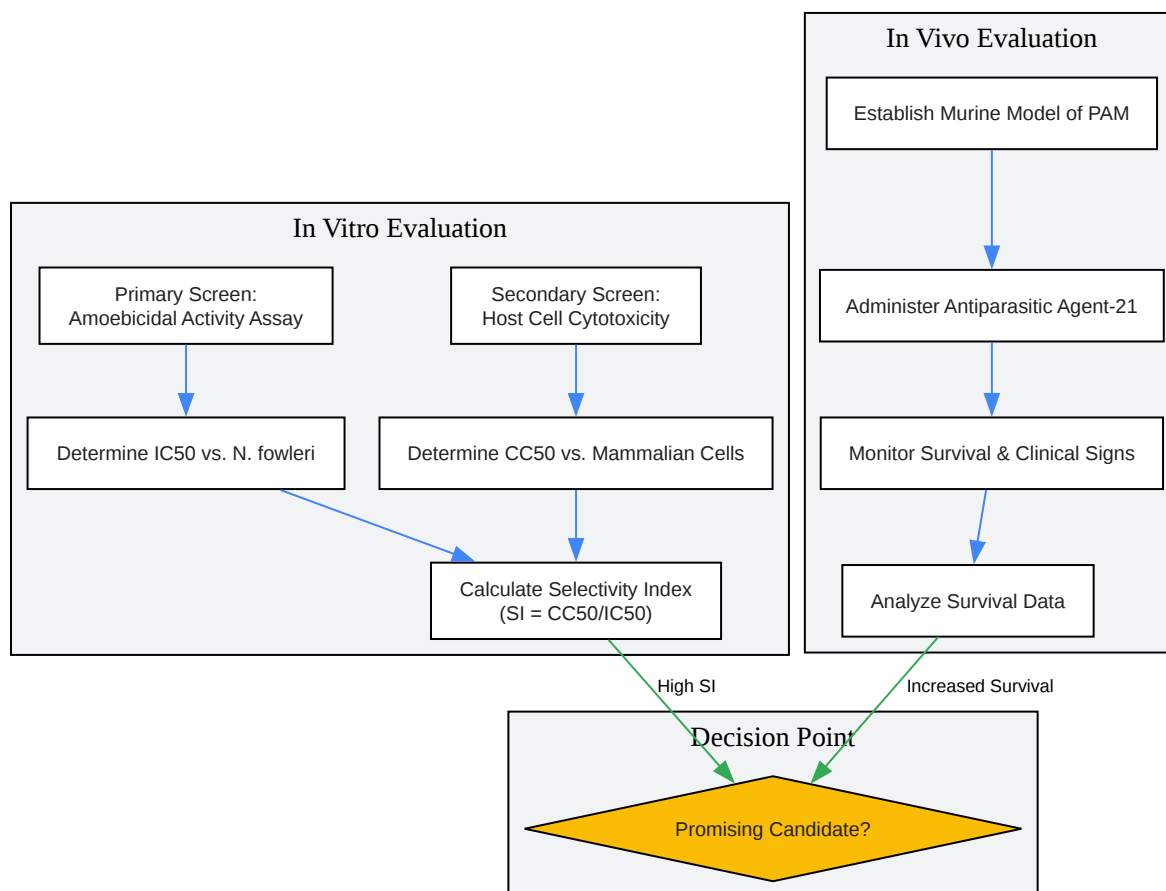 In Vivo Evaluation
Establish Murine Model of PAM
Administer Antiparasitic Agent-21
Monitor Survival & Clinical Signs
Analyze Survival Data
In Vitro Evaluation
Primary Screen:
Amoebicidal Activity Assay
Secondary Screen:
Host Cell Cytotoxicity
Determine IC50 vs. N. fowleri
Determine CC50 vs. Mammalian Cells
Calculate Selectivity Index
(SI = CC50/IC50)
High SI
Increased Survival
Decision Point
Promising Candidate?